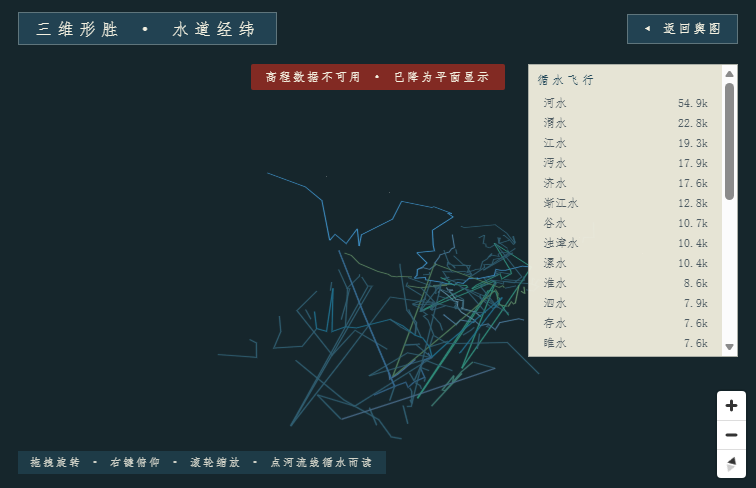 三维形胜 • 水道经纬
◂ 返回舆图
高程数据不可用 • 已降为平面显示
循水飞行
河水 54.9k
渭水 22.8k
江水 19.3k
沔水 17.9k
济水 17.6k
渐江水 12.8k
谷水 10.7k
浊漳水 10.4k
瀔水 10.4k
淮水 8.6k
泗水 7.9k
存水 7.6k
睢水 7.6k
拖拽旋转 · 右键俯仰 · 滚轮缩放 · 点河流线循水而读